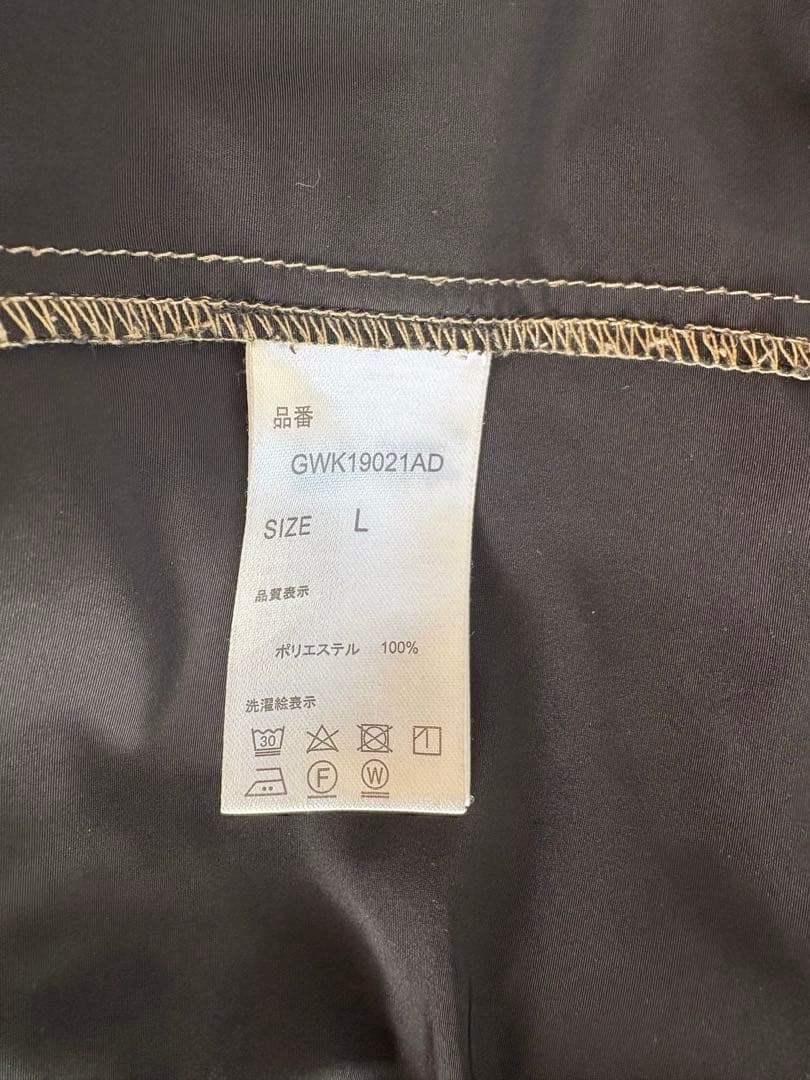 品番
GWK19021AD
SIZE L
品質表示
ポリエステル 100%
洗濯絵表示
30
F W